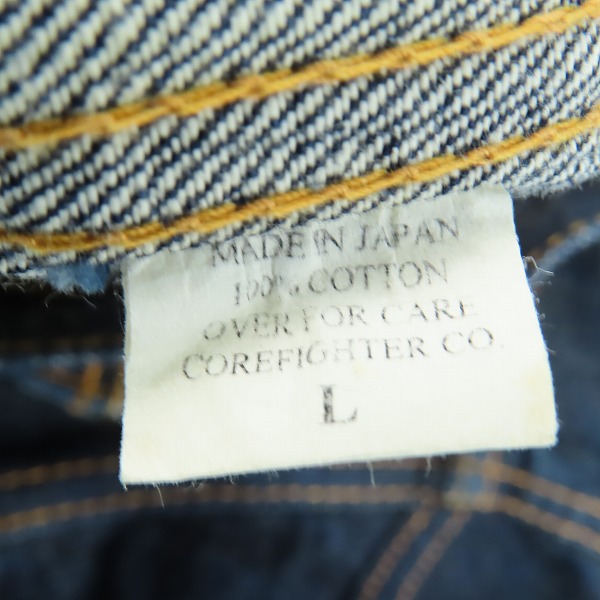 MADE IN JAPAN
100% COTTON
OVER FOR CARE
COREFIGHTER CO.
L